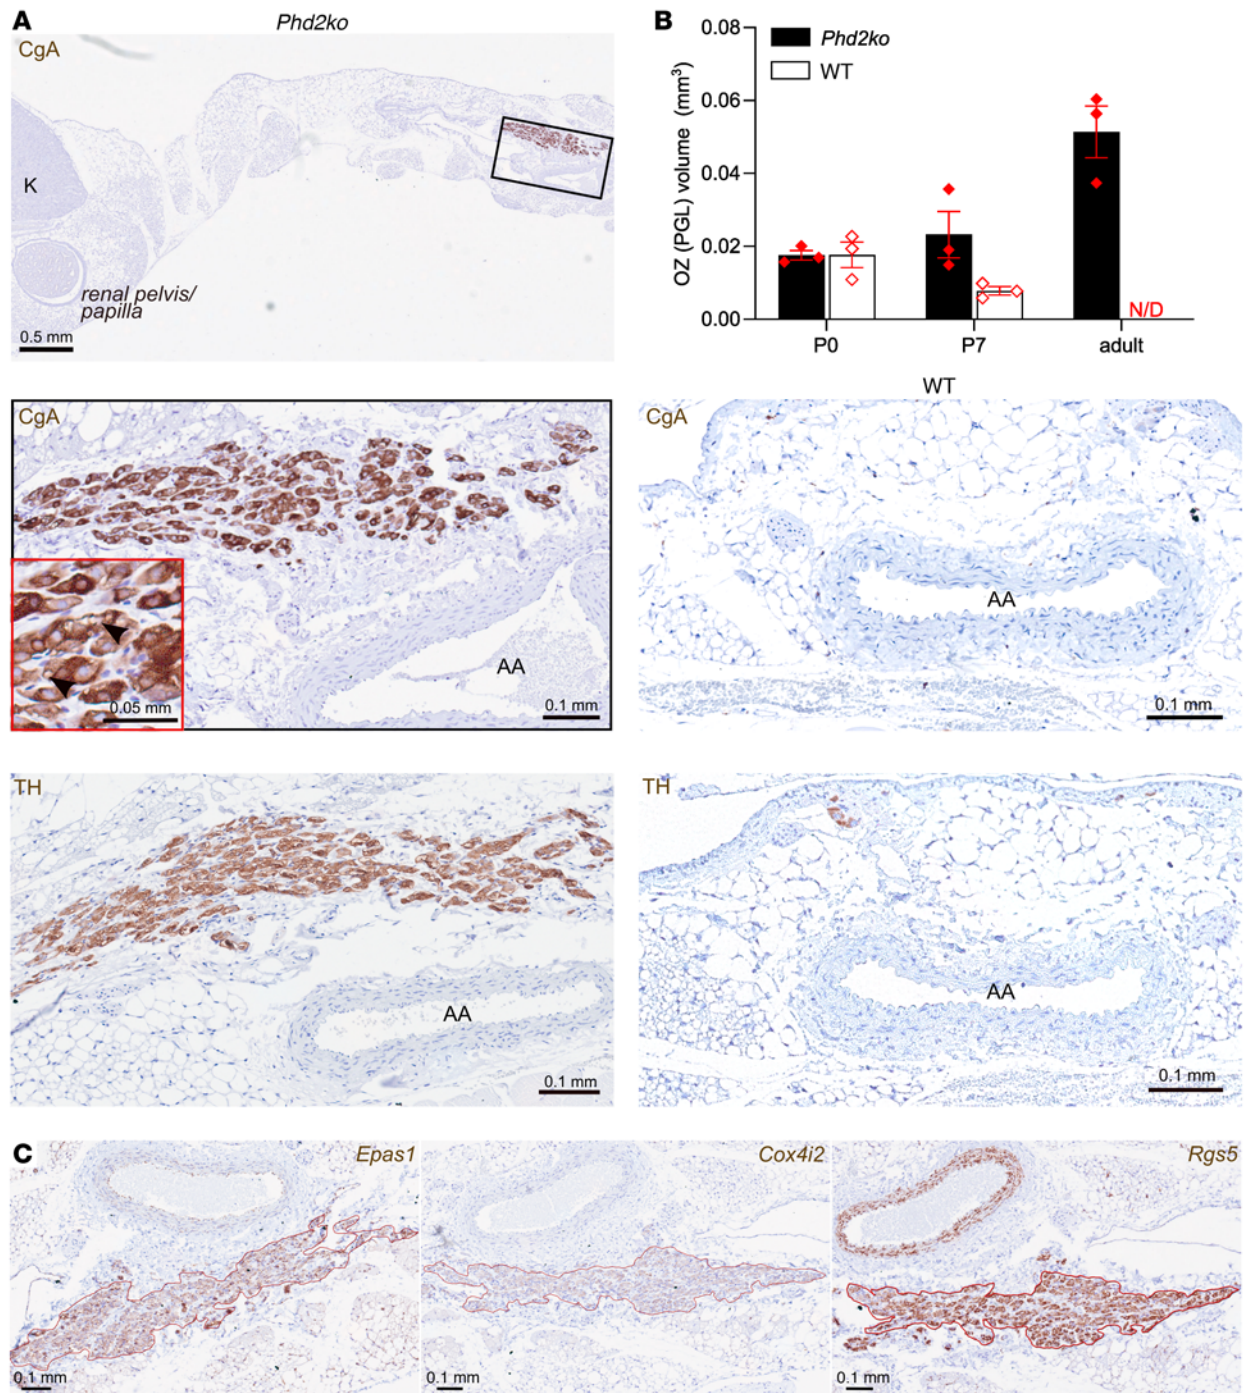 A
Phd2ko
CgA
K
renal pelvis/
papilla
0.5 mm
B
OZ (PGL) volume (mm³)
0.08
0.06
0.04
0.02
0.00
Phd2ko
WT
N/D
P0
P7
adult
CgA
AA
0.05 mm
0.1 mm
WT
CgA
AA
0.1 mm
TH
AA
0.1 mm
TH
AA
0.1 mm
C
Epas1
0.1 mm
Cox4i2
0.1 mm
Rgs5
0.1 mm